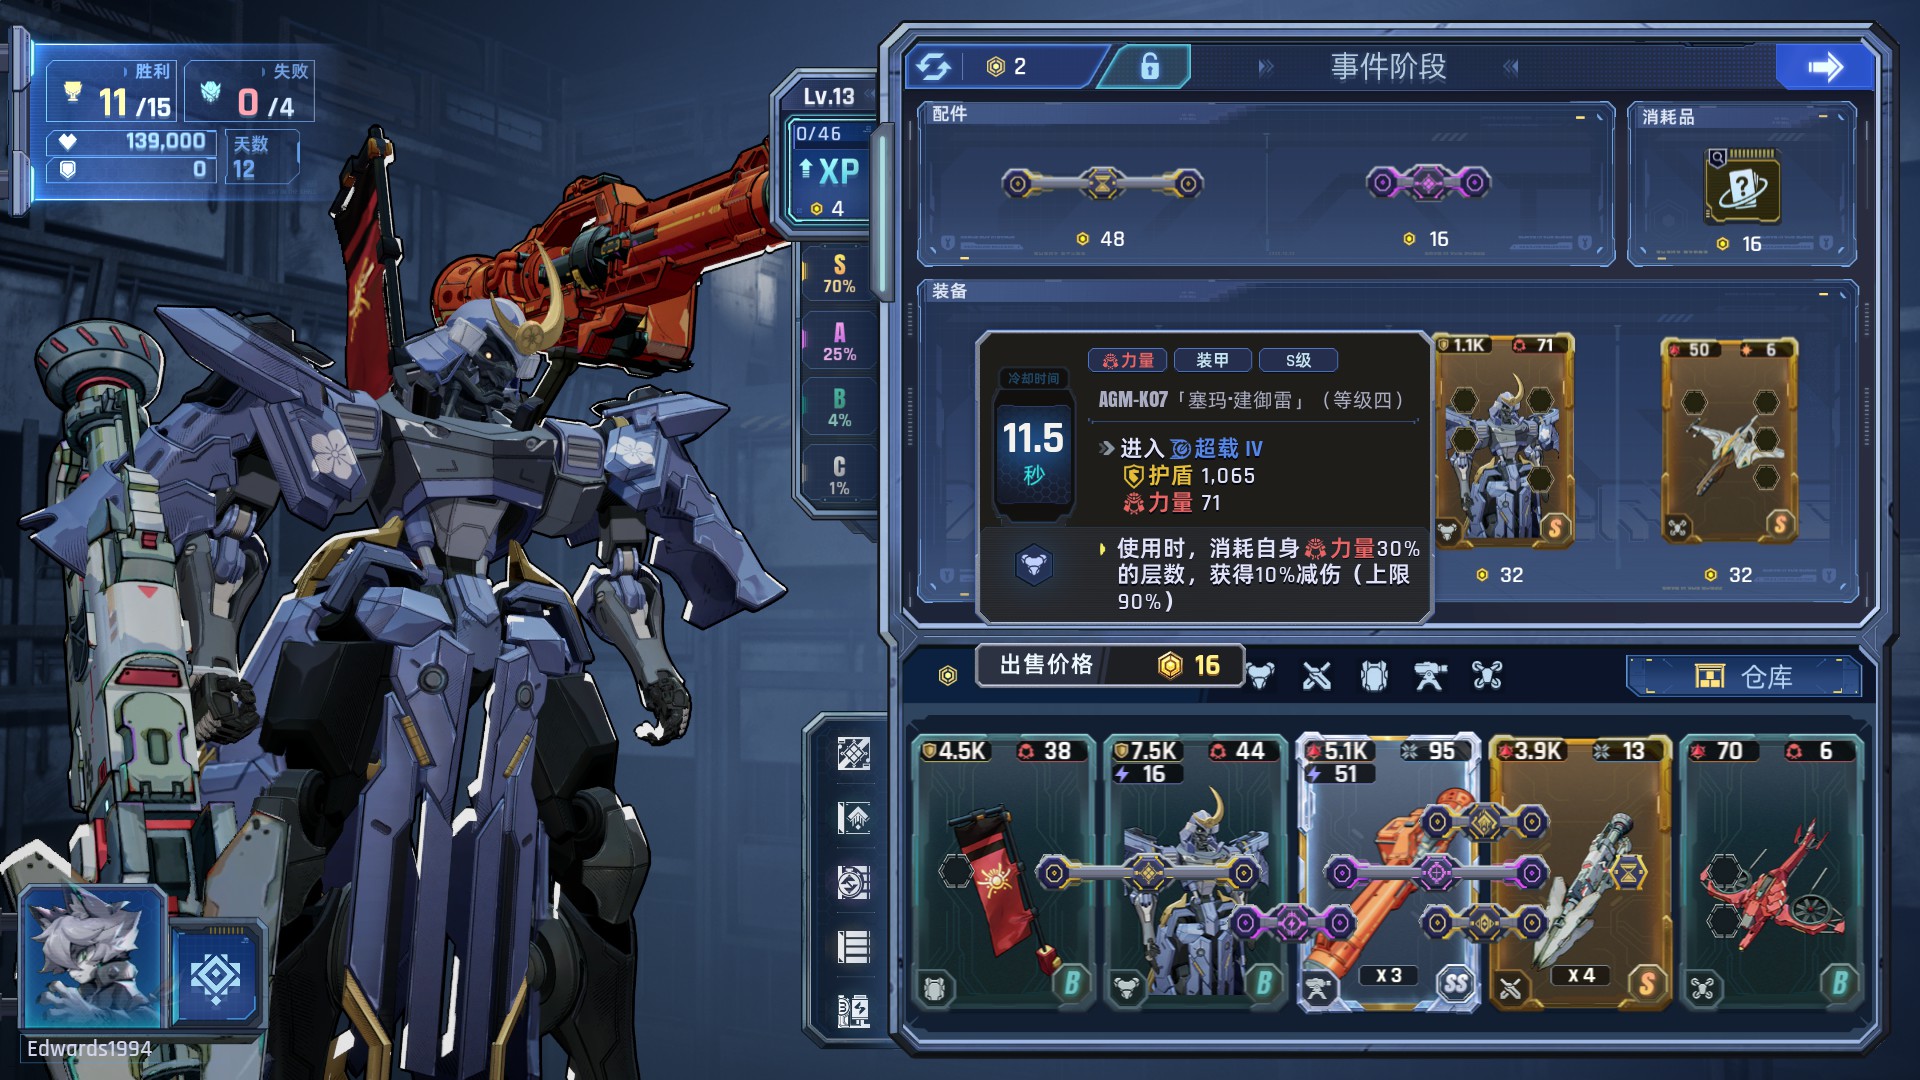 胜利
11/15
失败
0/4
139,000
0
天数
12
Lv.13
0/46
XP
4
S
70%
A
25%
B
4%
C
1%
2
事件阶段
配件
48
16
消耗品
?
16
装备
力量
装甲
S级
冷却时间
11.5
秒
AGM-K07「塞玛·建御雷」（等级四）
进入超载 IV
护盾 1,065
力量 71
使用时，消耗自身力量30%
的层数，获得10%减伤（上限
90%）
1.1K
71
S
32
50
6
S
32
出售价格
16
仓库
4.5K
38
B
7.5K
44
16
B
5.1K
95
51
x3
SS
3.9K
13
x4
S
70
6
B
Edwards1994